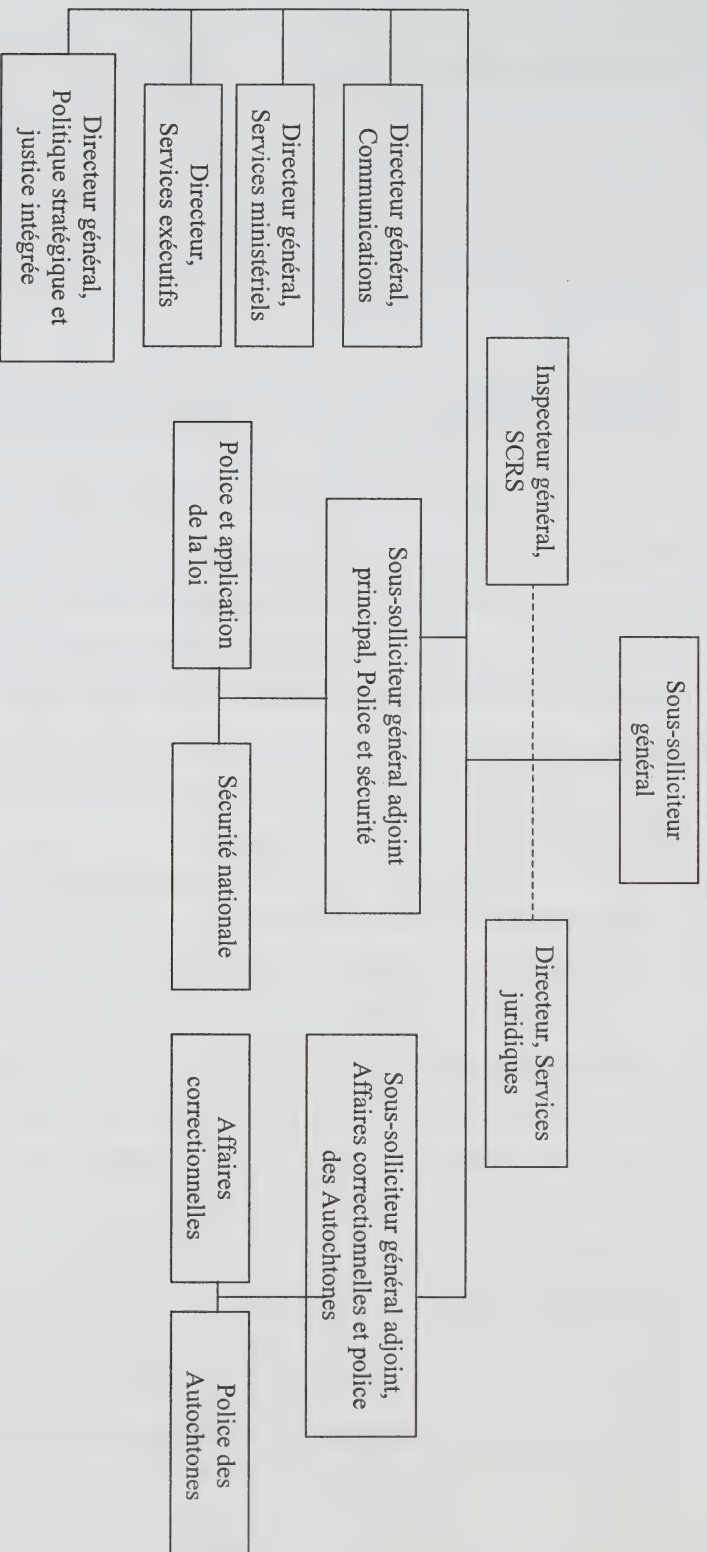 Sous-solliciteur
général
Inspecteur général,
SCRS
Directeur, Services
juridiques
Directeur général,
Communications
Directeur général,
Services ministériels
Directeur,
Services exécutifs
Directeur général,
Politique stratégique et
justice intégrée
Sous-solliciteur général adjoint
principal, Police et sécurité
Police et application
de la loi
Sécurité nationale
Sous-solliciteur général adjoint,
Affaires correctionnelles et police
des Autochtones
Affaires
correctionnelles
Police des
Autochtones